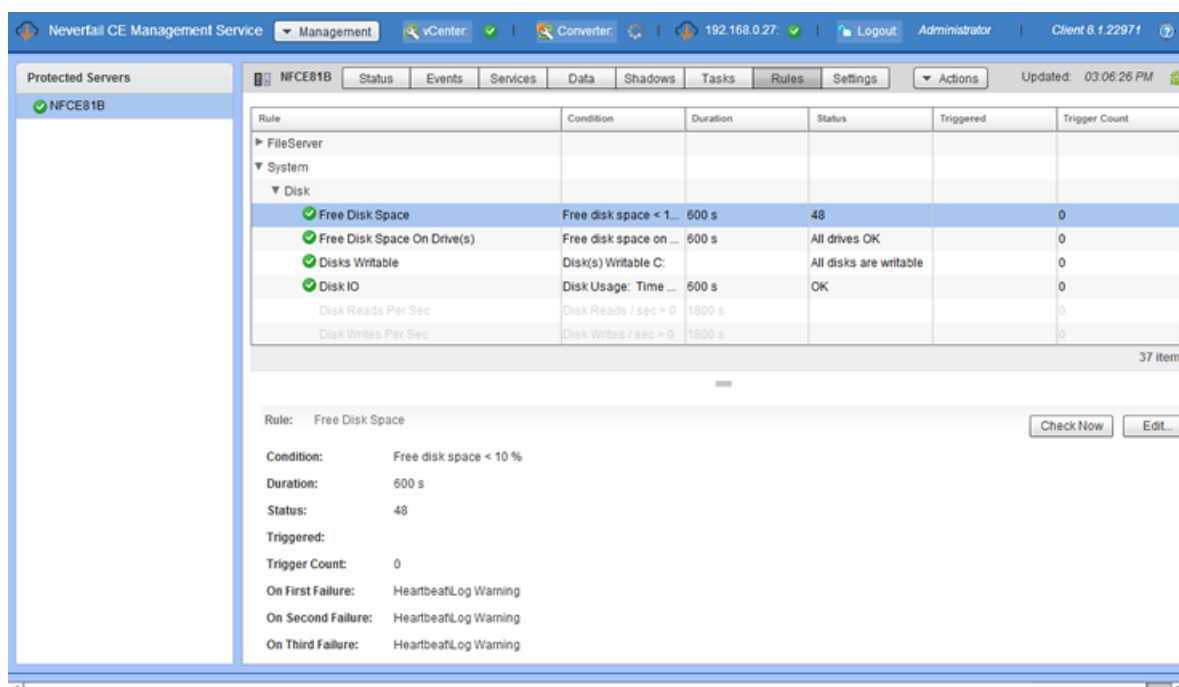 Neverfail CE Management Service Management vCenter: Converter: 192.168.0.27: Logout Administrator Client 8.1.22971
Protected Servers
NFCE81B
NFCE81B Status Events Services Data Shadows Tasks Rules Settings Actions Updated: 03:06:26 PM
Rule Condition Duration Status Triggered Trigger Count
FileServer
System
Disk
Free Disk Space Free disk space < 1... 600 s 48 0
Free Disk Space On Drive(s) Free disk space on ... 600 s All drives OK 0
Disks Writable Disk(s) Writable C: All disks are writable 0
Disk IO Disk Usage: Time ... 600 s OK 0
Disk Reads Per Sec Disk Reads / sec > 0 1800 s 0
Disk Writes Per Sec Disk Writes / sec > 0 1800 s 0
37 item
Rule: Free Disk Space Check Now Edit...
Condition: Free disk space < 10 %
Duration: 600 s
Status: 48
Triggered:
Trigger Count: 0
On First Failure: Heartbeat\Log Warning
On Second Failure: Heartbeat\Log Warning
On Third Failure: Heartbeat\Log Warning